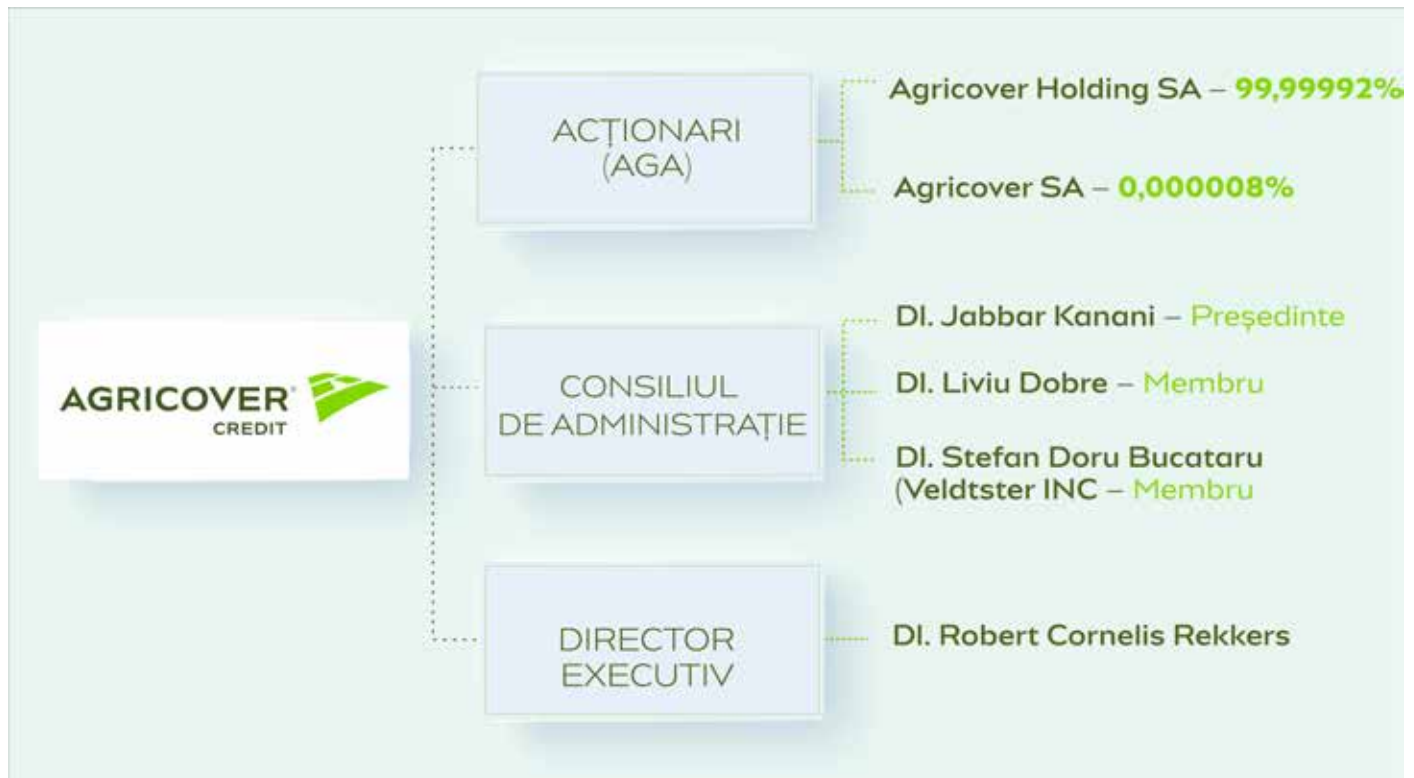 AGRICOVER®
CREDIT
ACȚIONARI
(AGA)
Agricover Holding SA – 99,99992%
Agricover SA – 0,000008%
CONSILIUL
DE ADMINISTRAȚIE
Dl. Jabbar Kanani – Președinte
Dl. Liviu Dobre – Membru
Dl. Stefan Doru Bucataru
(Veldtster INC – Membru
DIRECTOR
EXECUTIV
Dl. Robert Cornelis Rekkers